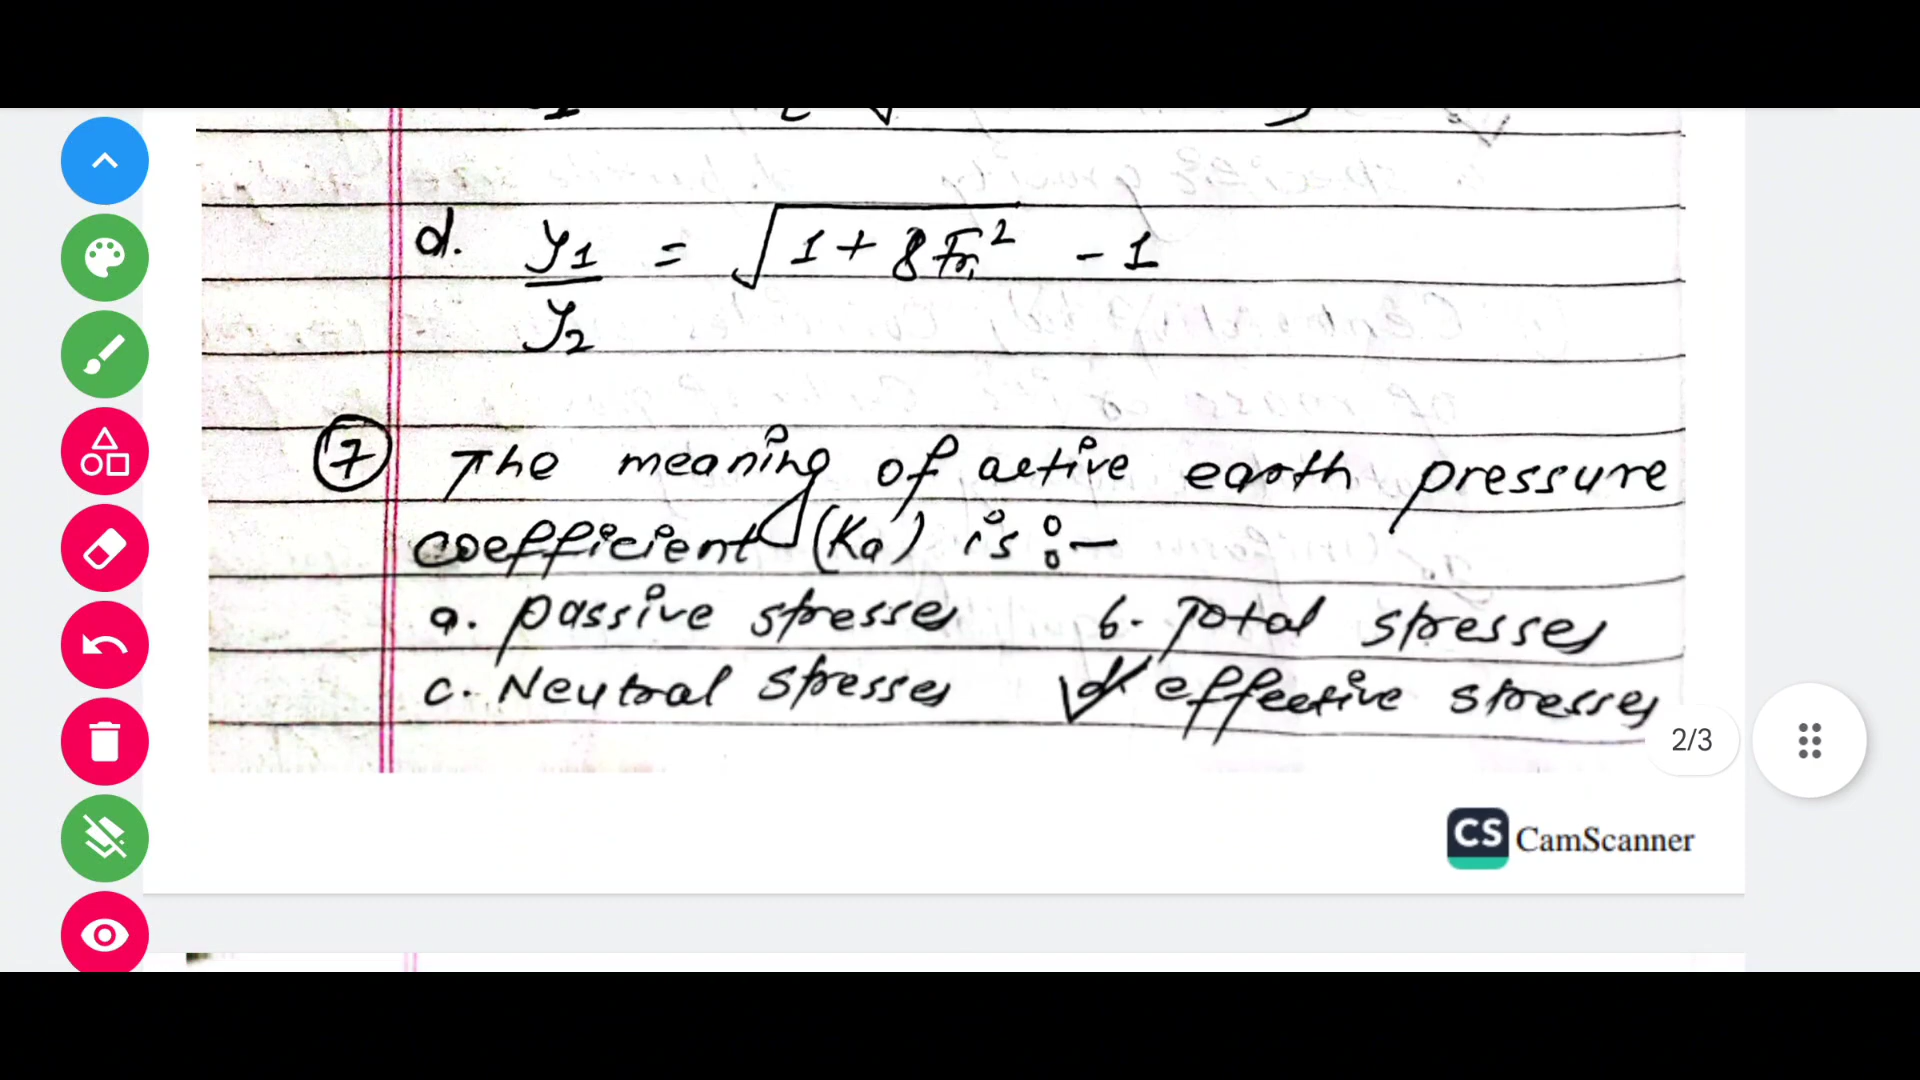 d. y1 = √1+8Fr1² - 1
y2
7 The meaning of active earth pressure
coefficient (Ka) is :-
a. passive stresses b. Total stresses
c. Neutral stresses d. effective stresses
2/3
CS CamScanner